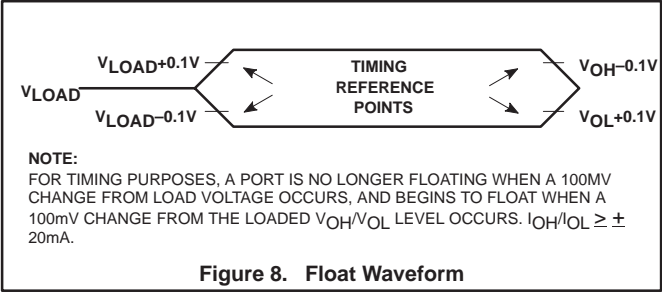 VLOAD+0.1V
TIMING
VOH–0.1V
VLOAD
REFERENCE
VLOAD–0.1V
POINTS
VOL+0.1V
NOTE:
FOR TIMING PURPOSES, A PORT IS NO LONGER FLOATING WHEN A 100MV
CHANGE FROM LOAD VOLTAGE OCCURS, AND BEGINS TO FLOAT WHEN A
100mV CHANGE FROM THE LOADED VOH/VOL LEVEL OCCURS. IOH/IOL ≥ ±
20mA.
Figure 8. Float Waveform